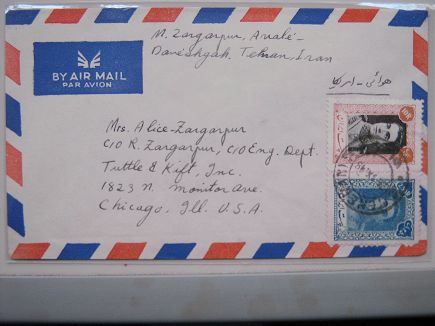 M. Zargarpur, Avalé-
Daneshgah, Tehran, Iran
BY AIR MAIL
PAR AVION
هوائی - امریکا
Mrs. Alice Zargarpur
C/O R. Zargarpur, C/O Eng. Dept.
Tuttle & Kift, Inc.
1823 N. Monitor Ave.
Chicago, Ill. U.S.A.